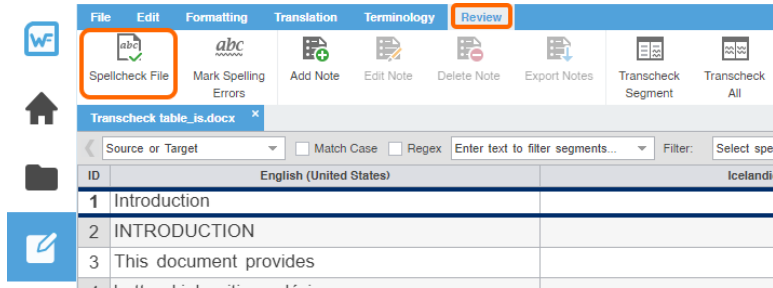 File Edit Formatting Translation Terminology Review
WF
abc abc
Spellcheck File Mark Spelling Errors Add Note Edit Note Delete Note Export Notes Transcheck Segment Transcheck All
Transcheck table_is.docx ×
Source or Target Match Case Regex Enter text to filter segments... Filter: Select spe
ID English (United States) Icelandi
1 Introduction
2 INTRODUCTION
3 This document provides